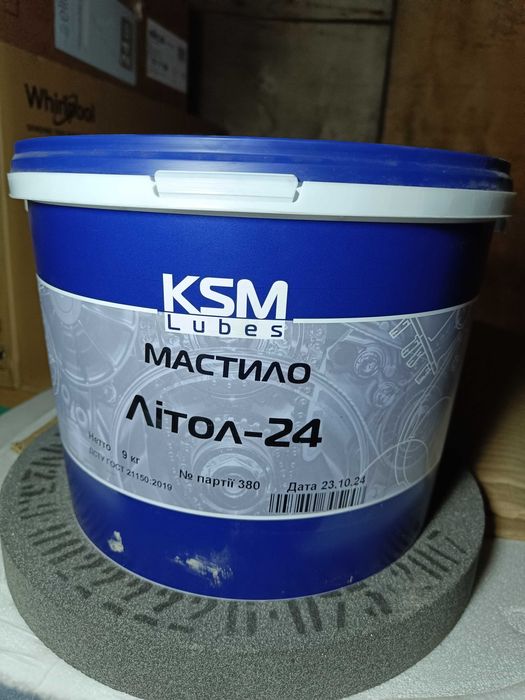 Whirlpool
KSM
Lubes
МАСТИЛО
Літол-24
Нетто 9 кг
ДСТУ ГОСТ 21150:2019
№ партії 380
Дата 23.10.24